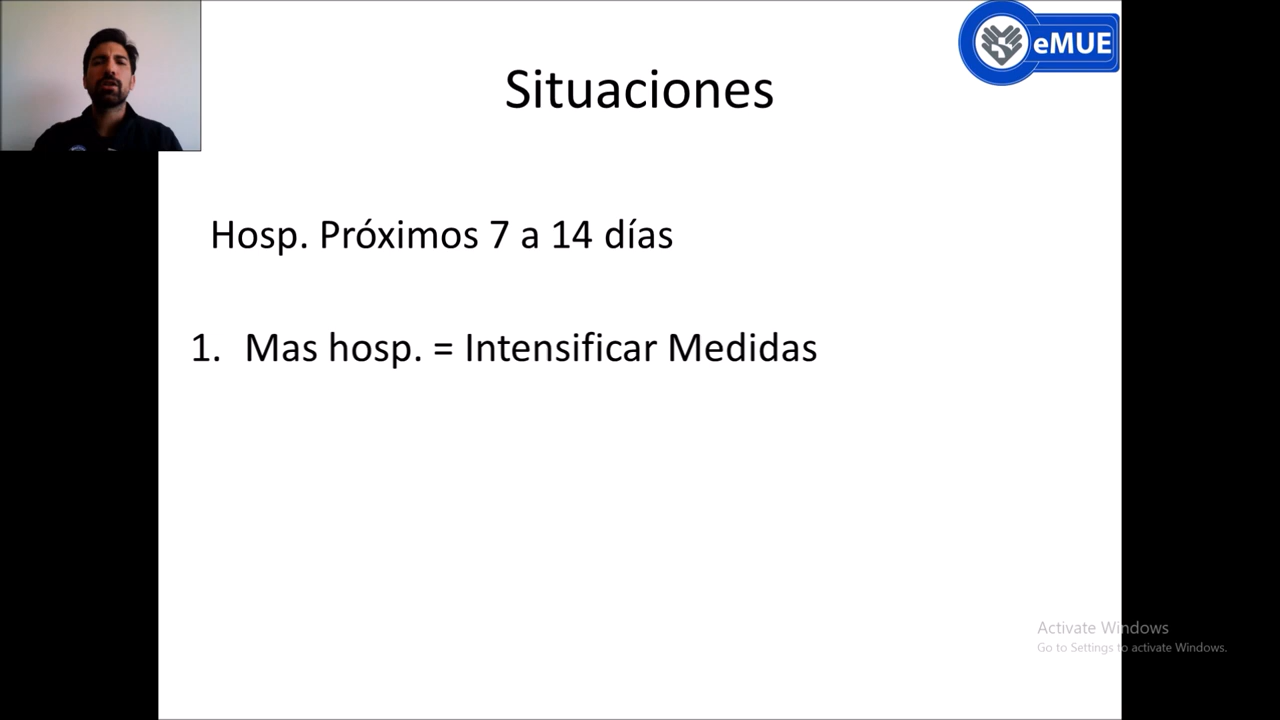 eMUE
Situaciones
Hosp. Próximos 7 a 14 días
1. Mas hosp. = Intensificar Medidas
Activate Windows
Go to Settings to activate Windows.